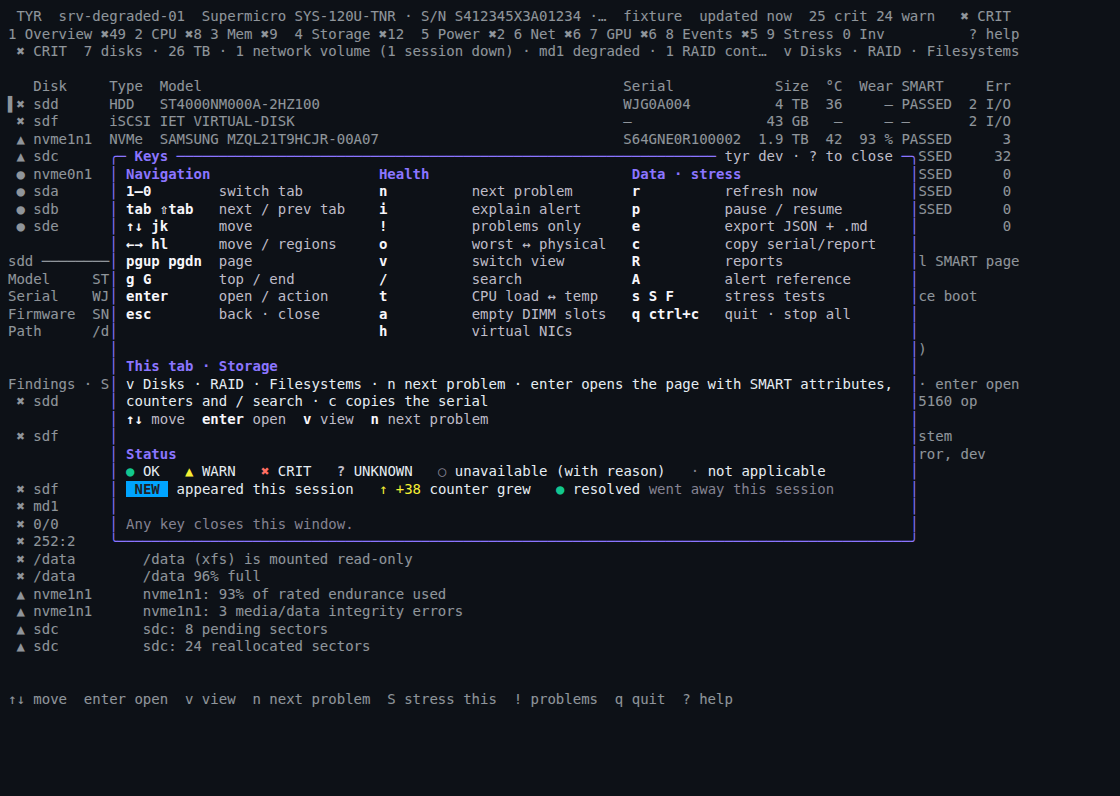 TYR  srv-degraded-01  Supermicro SYS-120U-TNR · S/N S412345X3A01234 ·…  fixture  updated now  25 crit 24 warn   ✖ CRIT
1 Overview ✖49 2 CPU ✖8 3 Mem ✖9  4 Storage ✖12  5 Power ✖2 6 Net ✖6 7 GPU ✖6 8 Events ✖5 9 Stress 0 Inv          ? help
✖ CRIT  7 disks · 26 TB · 1 network volume (1 session down) · md1 degraded · 1 RAID cont…  v Disks · RAID · Filesystems
Disk     Type  Model                                                  Serial            Size  °C  Wear SMART     Err
✖ sdd      HDD   ST4000NM000A-2HZ100                                    WJG0A004          4 TB  36     — PASSED  2 I/O
✖ sdf      iSCSI IET VIRTUAL-DISK                                       —                43 GB   —     — —       2 I/O
▲ nvme1n1  NVMe  SAMSUNG MZQL21T9HCJR-00A07                             S64GNE0R100002  1.9 TB  42  93 % PASSED      3
▲ sdc      Keys   tyr dev · ? to close   SSED     32
● nvme0n1  Navigation                    Health                        Data · stress                     SSED      0
● sda      1–0        switch tab         n          next problem       r          refresh now            SSED      0
● sdb      tab ⇧tab   next / prev tab    i          explain alert      p          pause / resume         SSED      0
● sde      ↑↓ jk      move               !          problems only      e          export JSON + .md                0
←→ hl      move / regions     o          worst ↔ physical   c          copy serial/report
sdd        pgup pgdn  page               v          switch view        R          reports                l SMART page
Model     ST  g G        top / end          /          search             A          alert reference
Serial    WJ  enter      open / action      t          CPU load ↔ temp    s S F      stress tests           ce boot
Firmware  SN  esc        back · close       a          empty DIMM slots   q ctrl+c   quit · stop all
Path      /d  h          virtual NICs
)
This tab · Storage
Findings · S  v Disks · RAID · Filesystems · n next problem · enter opens the page with SMART attributes,  · enter open
✖ sdd      counters and / search · c copies the serial   5160 op
↑↓ move  enter open  v view  n next problem
✖ sdf      stem
Status   ror, dev
● OK   ▲ WARN   ✖ CRIT   ? UNKNOWN   ○ unavailable (with reason)   · not applicable
✖ sdf      NEW  appeared this session   ↑ +38 counter grew   ● resolved went away this session
✖ md1
✖ 0/0      Any key closes this window.
✖ 252:2
✖ /data         /data (xfs) is mounted read-only
✖ /data         /data 96% full
▲ nvme1n1      nvme1n1: 93% of rated endurance used
▲ nvme1n1      nvme1n1: 3 media/data integrity errors
▲ sdc          sdc: 8 pending sectors
▲ sdc          sdc: 24 reallocated sectors
↑↓ move  enter open  v view  n next problem  S stress this  ! problems  q quit  ? help